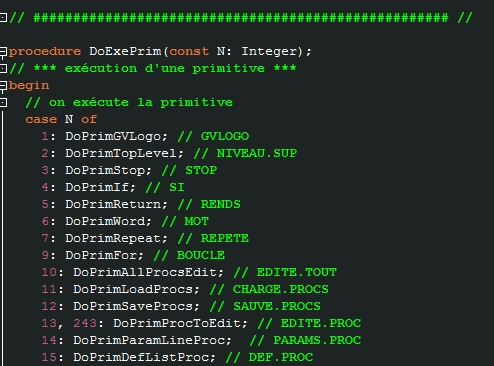 // #################################################### //
procedure DoExePrim(const N: Integer);
// *** exécution d'une primitive ***
begin
// on exécute la primitive
case N of
1: DoPrimGVLogo; // GVLOGO
2: DoPrimTopLevel; // NIVEAU.SUP
3: DoPrimStop; // STOP
4: DoPrimIf; // SI
5: DoPrimReturn; // RENDS
6: DoPrimWord; // MOT
7: DoPrimRepeat; // REPETE
9: DoPrimFor; // BOUCLE
10: DoPrimAllProcsEdit; // EDITE.TOUT
11: DoPrimLoadProcs; // CHARGE.PROCS
12: DoPrimSaveProcs; // SAUVE.PROCS
13, 243: DoPrimProcToEdit; // EDITE.PROC
14: DoPrimParamLineProc;  // PARAMS.PROC
15: DoPrimDefListProc; // DEF.PROC